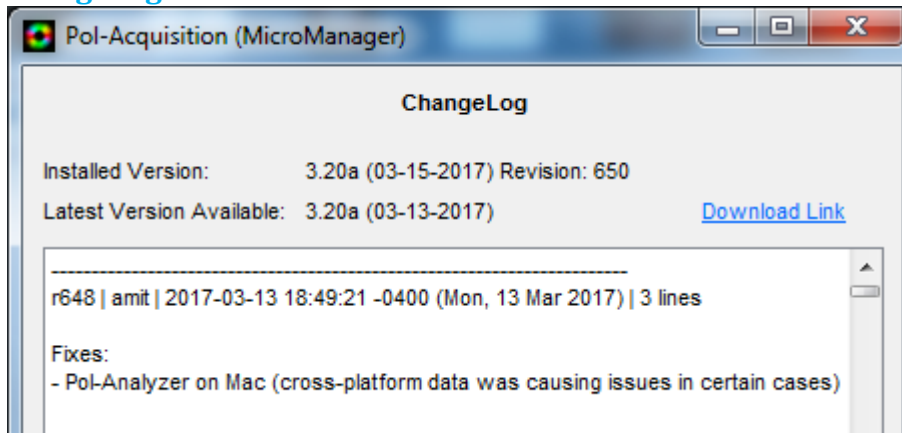 Pol-Acquisition (MicroManager)
ChangeLog
Installed Version: 3.20a (03-15-2017) Revision: 650
Latest Version Available: 3.20a (03-13-2017) Download Link
------------------------------------------------------------------------
r648 | amit | 2017-03-13 18:49:21 -0400 (Mon, 13 Mar 2017) | 3 lines
Fixes:
- Pol-Analyzer on Mac (cross-platform data was causing issues in certain cases)